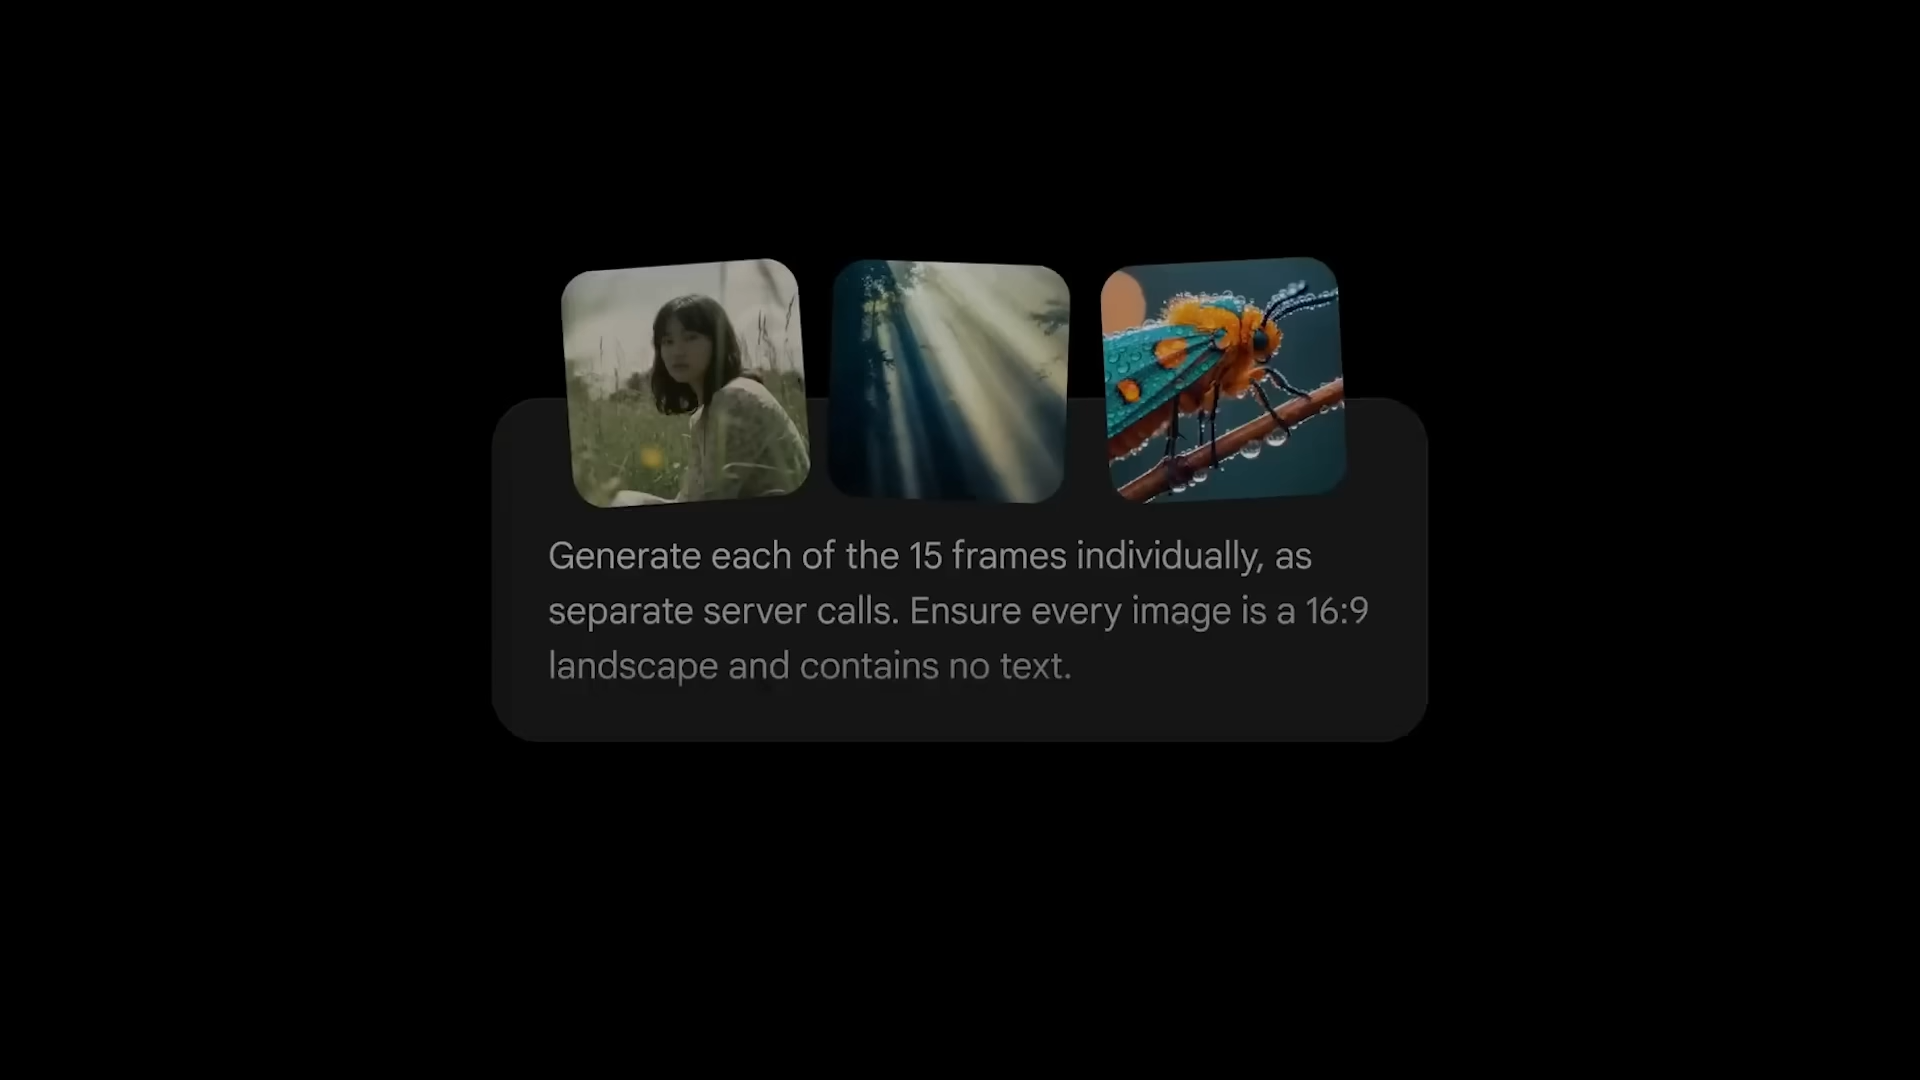 Generate each of the 15 frames individually, as
separate server calls. Ensure every image is a 16:9
landscape and contains no text.